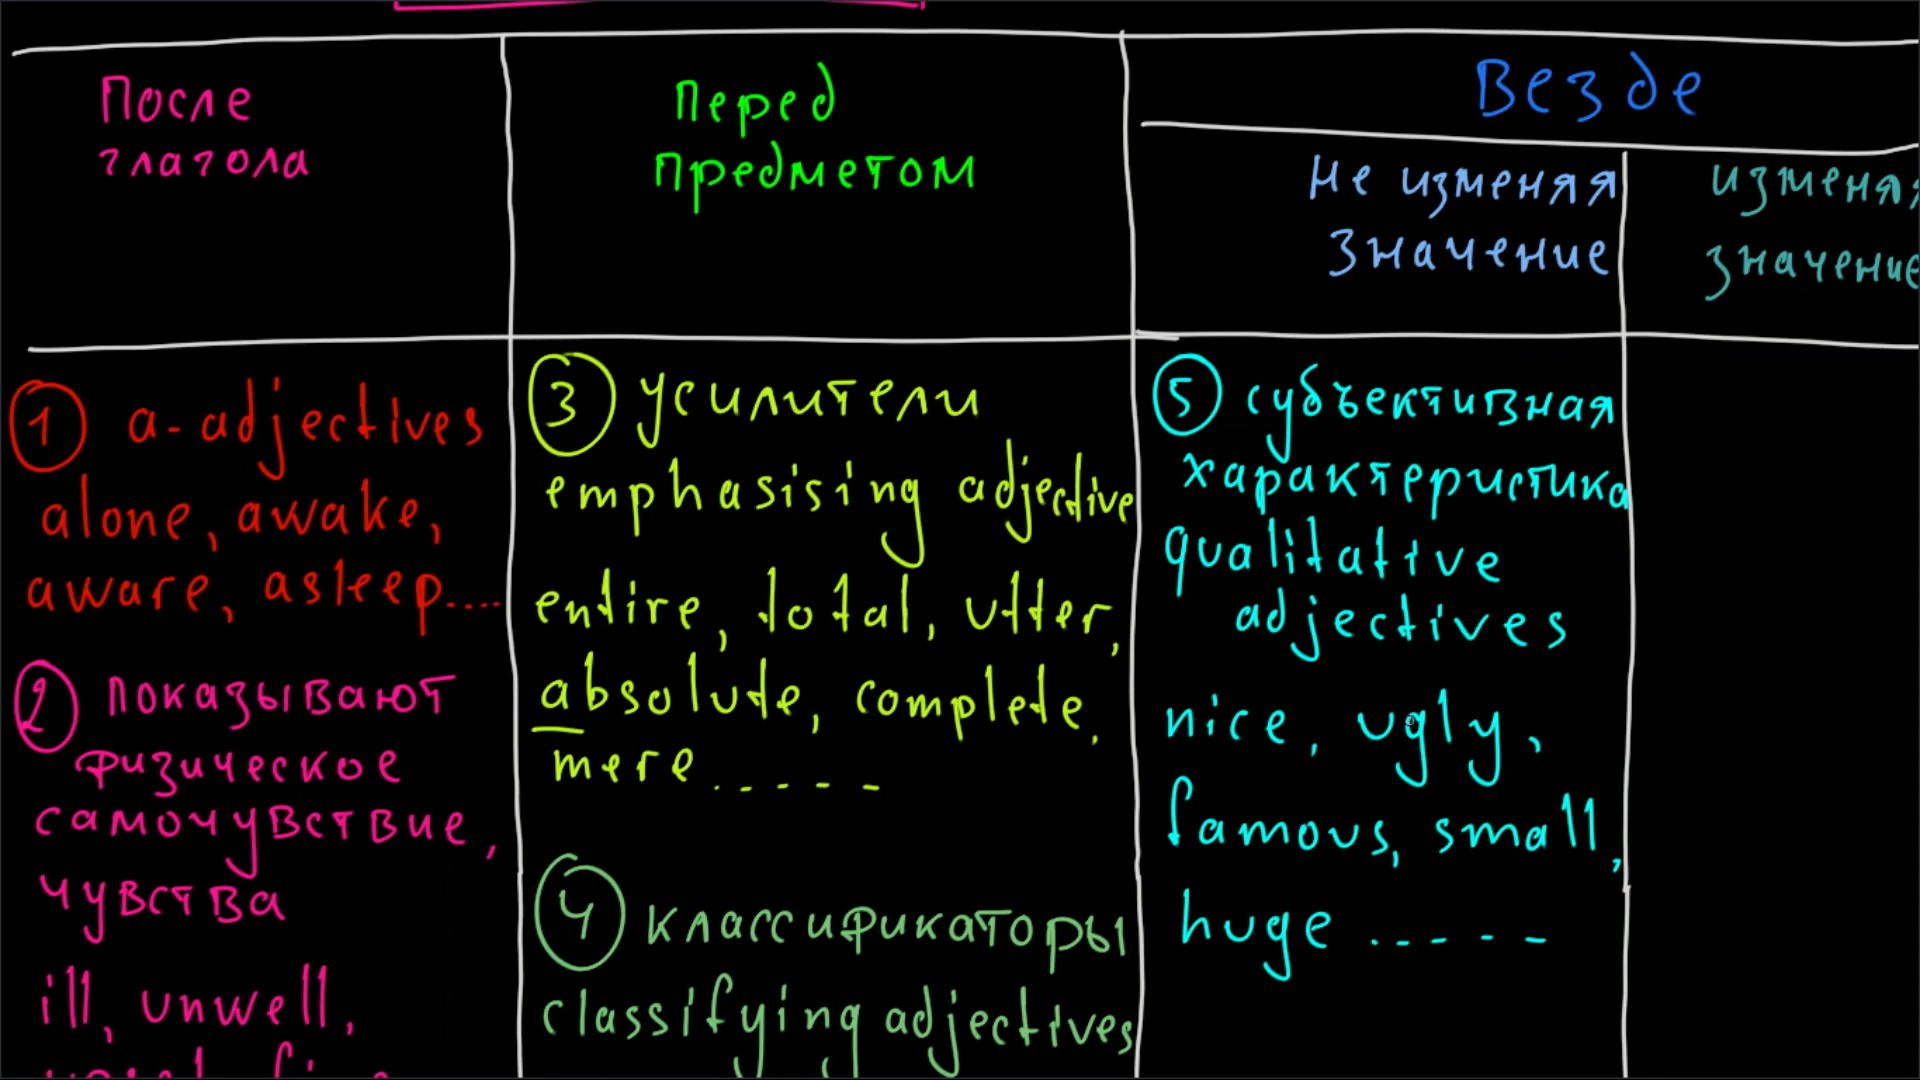 После
глагола
Перед
предметом
Везде
не изменяя
значение
изменяя
значение
1 a-adjectives
alone, awake,
aware, asleep....
2 показывают
физическое
самочувствие,
чувства
ill, unwell,
3 усилители
emphasising adjective
entire, total, utter,
absolute, complete,
mere .----
4 классификаторы
classifying adjectives
5 субъективная
характеристика
qualitative
adjectives
nice, ugly,
famous, small,
huge .----